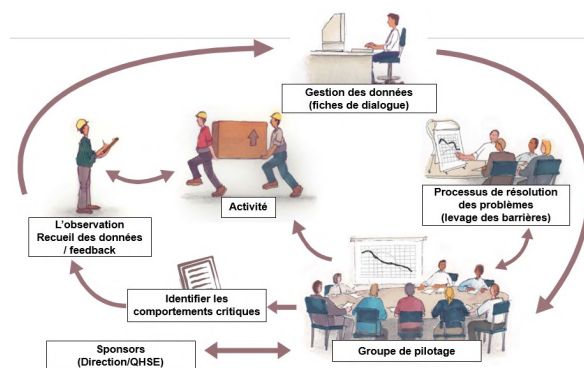 Gestion des données
(fiches de dialogue)
Processus de résolution
des problèmes
(levage des barrières)
Activité
L'observation
Recueil des données
/ feedback
Identifier les
comportements critiques
Groupe de pilotage
Sponsors
(Direction/QHSE)